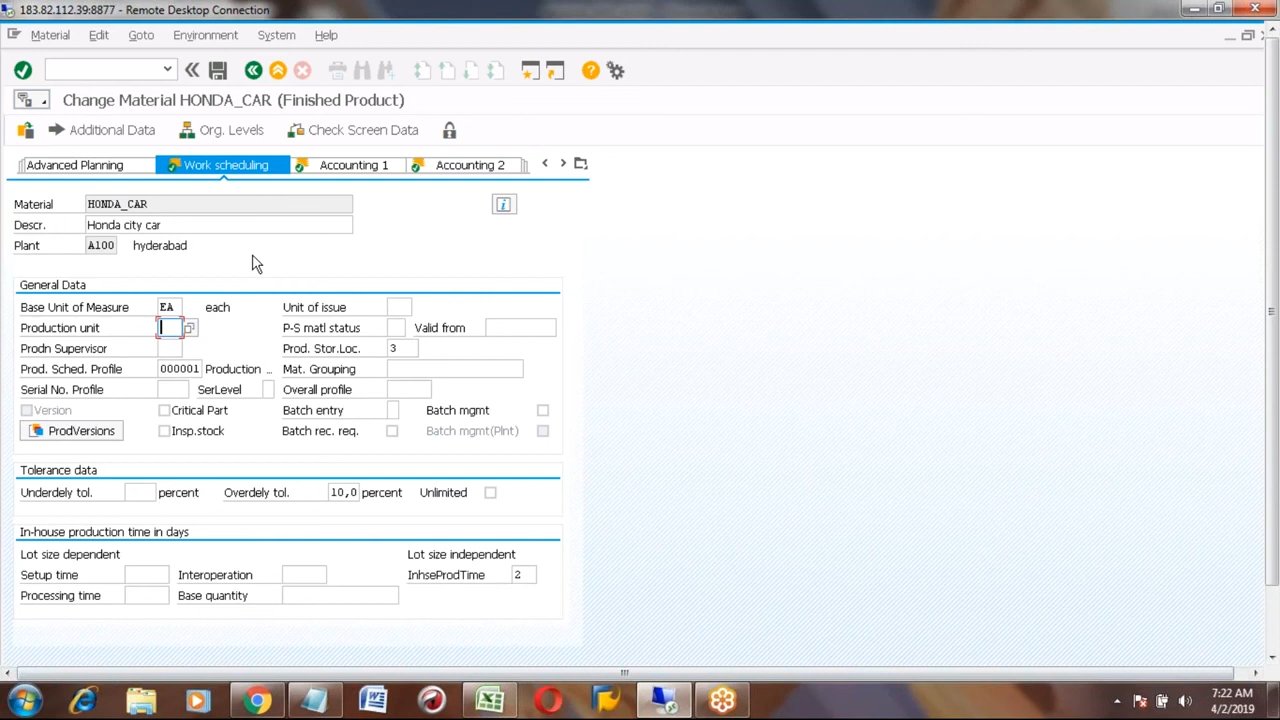 183.82.112.39:8877 - Remote Desktop Connection
Material Edit Goto Environment System Help
Change Material HONDA_CAR (Finished Product)
Additional Data Org. Levels Check Screen Data
Advanced Planning Work scheduling Accounting 1 Accounting 2
Material HONDA_CAR
Descr. Honda city car
Plant A100 hyderabad
General Data
Base Unit of Measure EA each Unit of issue
Production unit P-S matl status Valid from
Prodn Supervisor Prod. Stor.Loc. 3
Prod. Sched. Profile 000001 Production ... Mat. Grouping
Serial No. Profile SerLevel Overall profile
Version Critical Part Batch entry Batch mgmt
ProdVersions Insp.stock Batch rec. req. Batch mgmt(Plnt)
Tolerance data
Underdely tol. percent Overdely tol. 10,0 percent Unlimited
In-house production time in days
Lot size dependent Lot size independent
Setup time Interoperation InhseProdTime 2
Processing time Base quantity
7:22 AM
4/2/2019